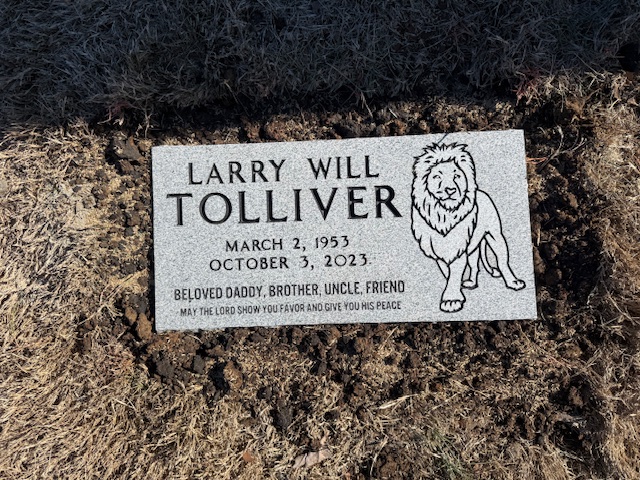 LARRY WILL
TOLLIVER
MARCH 2, 1953
OCTOBER 3, 2023
BELOVED DADDY, BROTHER, UNCLE, FRIEND
MAY THE LORD SHOW YOU FAVOR AND GIVE YOU HIS PEACE